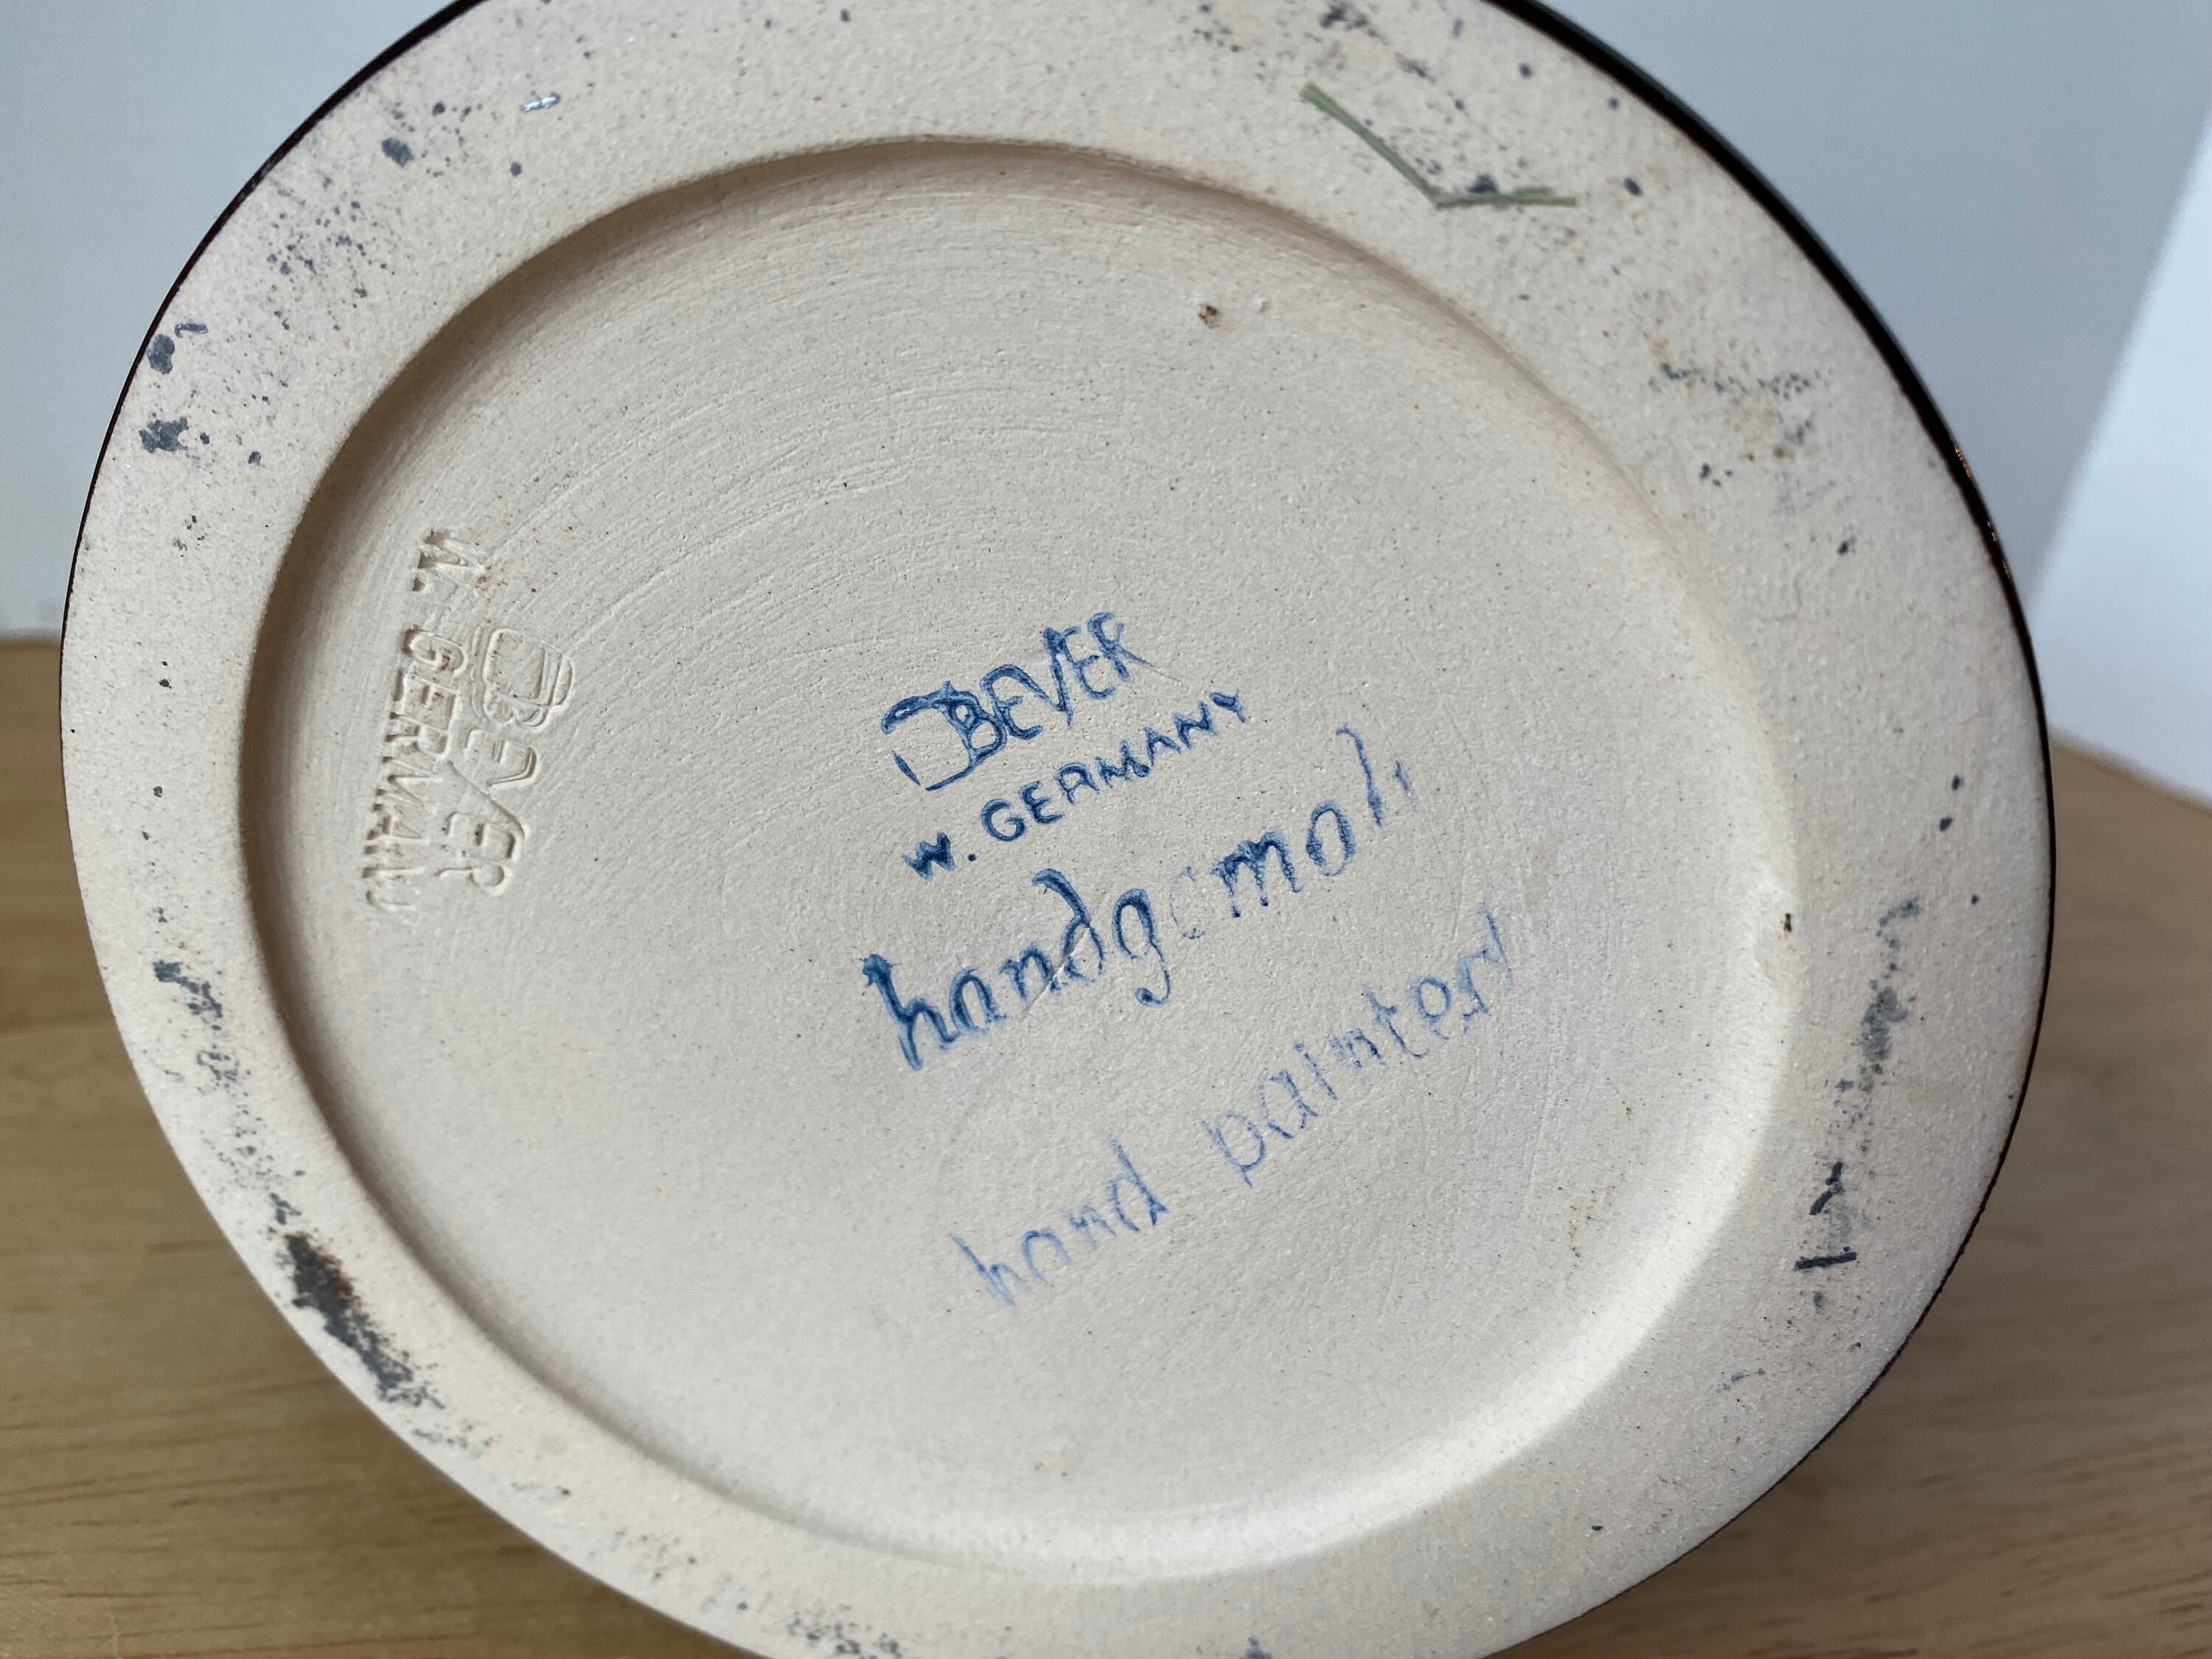 BEVER
W. GERMANY
BEVER
W. GERMANY
handgemalt
hand painted